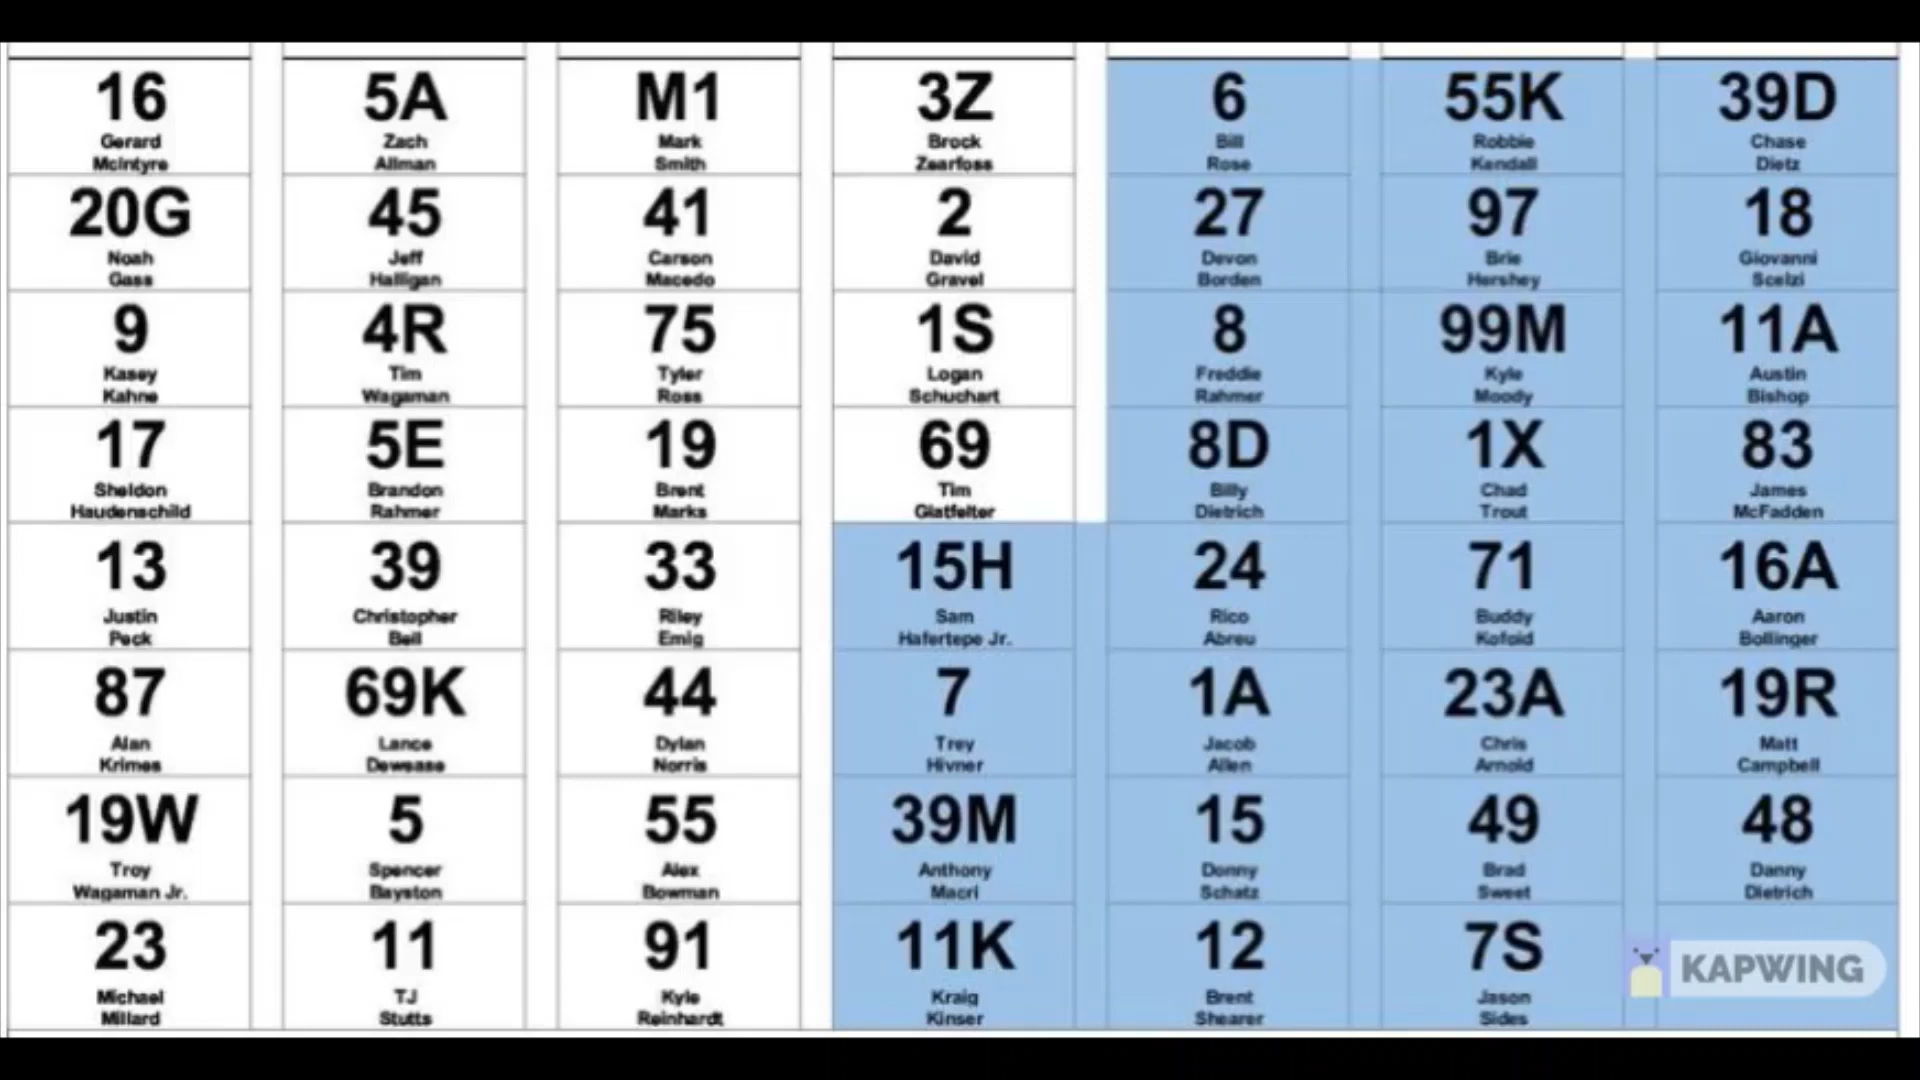 16 5A M1 3Z 6 55K 39D
Gerard Zach Mark Brock Bill Robbie Chase
McIntyre Allman Smith Zearfoss Rose Kendall Dietz
20G 45 41 2 27 97 18
Noah Jeff Carson David Devon Brie Giovanni
Gass Halligan Macedo Gravel Borden Hershey Scelzi
9 4R 75 1S 8 99M 11A
Kasey Tim Tyler Logan Freddie Kyle Austin
Kahne Wagaman Ross Schuchart Rahmer Moody Bishop
17 5E 19 69 8D 1X 83
Sheldon Brandon Brent Tim Billy Chad James
Haudenschild Rahmer Marks Glatfelter Dietrich Trout McFadden
13 39 33 15H 24 71 16A
Justin Christopher Riley Sam Rico Buddy Aaron
Peck Bell Emig Hafertepe Jr. Abreu Kofoid Bollinger
87 69K 44 7 1A 23A 19R
Alan Lance Dylan Trey Jacob Chris Matt
Krimes Dewease Norris Hivner Allen Arnold Campbell
19W 5 55 39M 15 49 48
Troy Spencer Alex Anthony Donny Brad Danny
Wagaman Jr. Bayston Bowman Macri Schatz Sweet Dietrich
23 11 91 11K 12 7S
Michael TJ Kyle Kraig Brent Jason
Millard Stutts Reinhardt Kinser Shearer Sides
KAPWING